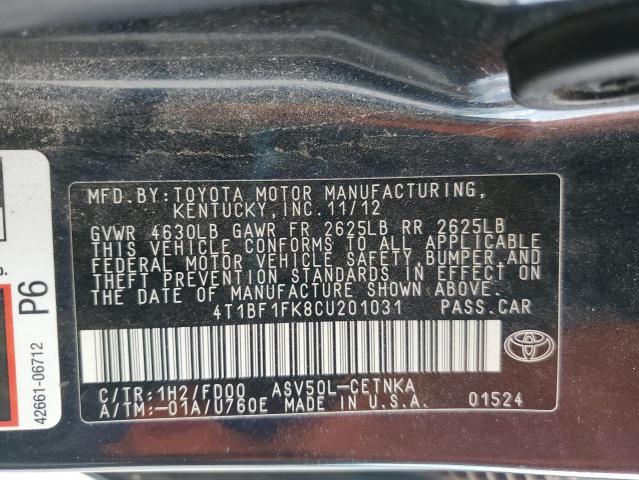 MFD.BY:TOYOTA MOTOR MANUFACTURING,
KENTUCKY,INC.11/12
GVWR 4630LB GAWR FR 2625LB RR 2625LB
THIS VEHICLE CONFORMS TO ALL APPLICABLE
FEDERAL MOTOR VEHICLE SAFETY,BUMPER,AND
THEFT PREVENTION STANDARDS IN EFFECT ON
THE DATE OF MANUFACTURE SHOWN ABOVE.
4T1BF1FK8CU201031 PASS.CAR
C/TR:1H2/FD00 ASV50L-CETNKA
A/TM:-01A/U760E MADE IN U.S.A. 01524
P6
42661-06712